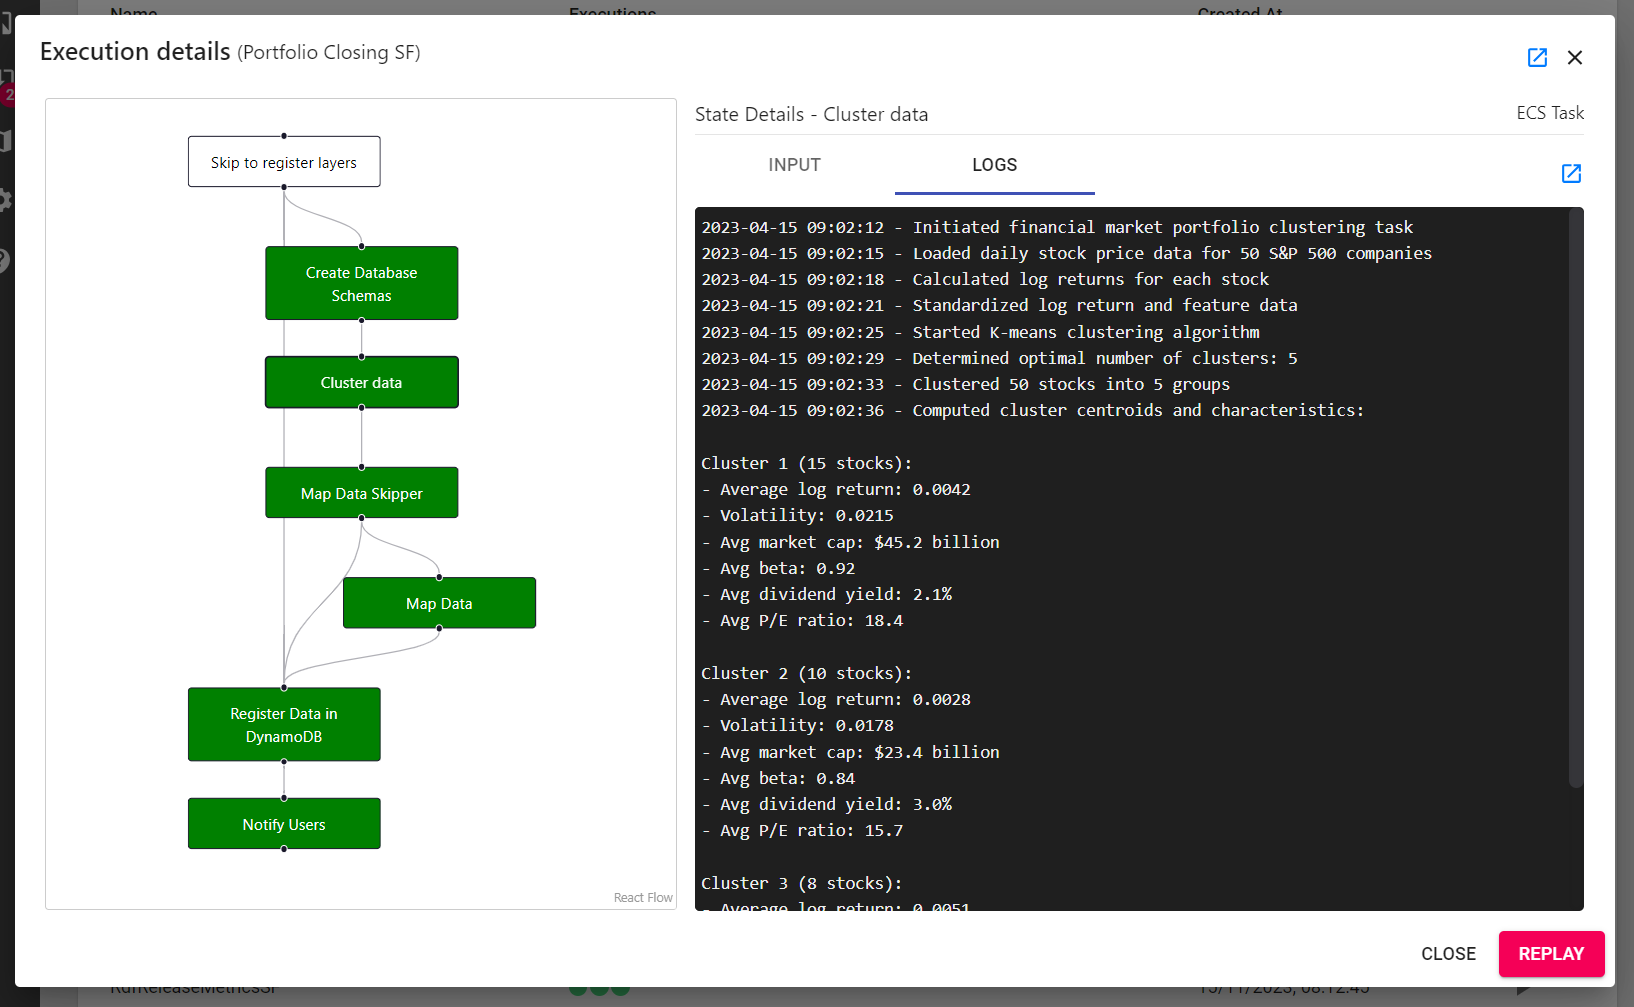 Name
Executions
Created At
Execution details (Portfolio Closing SF)
2
Skip to register layers
Create Database
Schemas
Cluster data
Map Data Skipper
Map Data
Register Data in
DynamoDB
Notify Users
React Flow
State Details - Cluster data
ECS Task
INPUT
LOGS
2023-04-15 09:02:12 - Initiated financial market portfolio clustering task
2023-04-15 09:02:15 - Loaded daily stock price data for 50 S&P 500 companies
2023-04-15 09:02:18 - Calculated log returns for each stock
2023-04-15 09:02:21 - Standardized log return and feature data
2023-04-15 09:02:25 - Started K-means clustering algorithm
2023-04-15 09:02:29 - Determined optimal number of clusters: 5
2023-04-15 09:02:33 - Clustered 50 stocks into 5 groups
2023-04-15 09:02:36 - Computed cluster centroids and characteristics:
Cluster 1 (15 stocks):
- Average log return: 0.0042
- Volatility: 0.0215
- Avg market cap: $45.2 billion
- Avg beta: 0.92
- Avg dividend yield: 2.1%
- Avg P/E ratio: 18.4
Cluster 2 (10 stocks):
- Average log return: 0.0028
- Volatility: 0.0178
- Avg market cap: $23.4 billion
- Avg beta: 0.84
- Avg dividend yield: 3.0%
- Avg P/E ratio: 15.7
Cluster 3 (8 stocks):
- Average log return: 0.0051
CLOSE
REPLAY